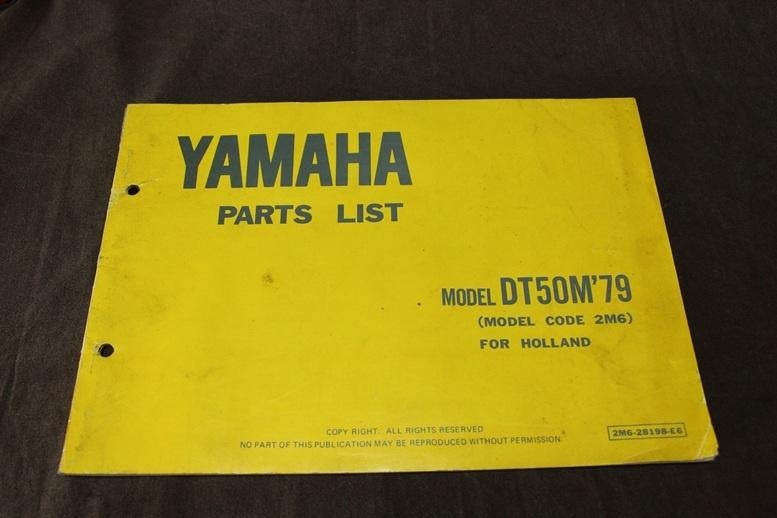 YAMAHA
PARTS LIST
MODEL DT50M'79
(MODEL CODE 2M6)
FOR HOLLAND
COPY RIGHT. ALL RIGHTS RESERVED
NO PART OF THIS PUBLICATION MAY BE REPRODUCED WITHOUT PERMISSION.
2M6-28198-E6